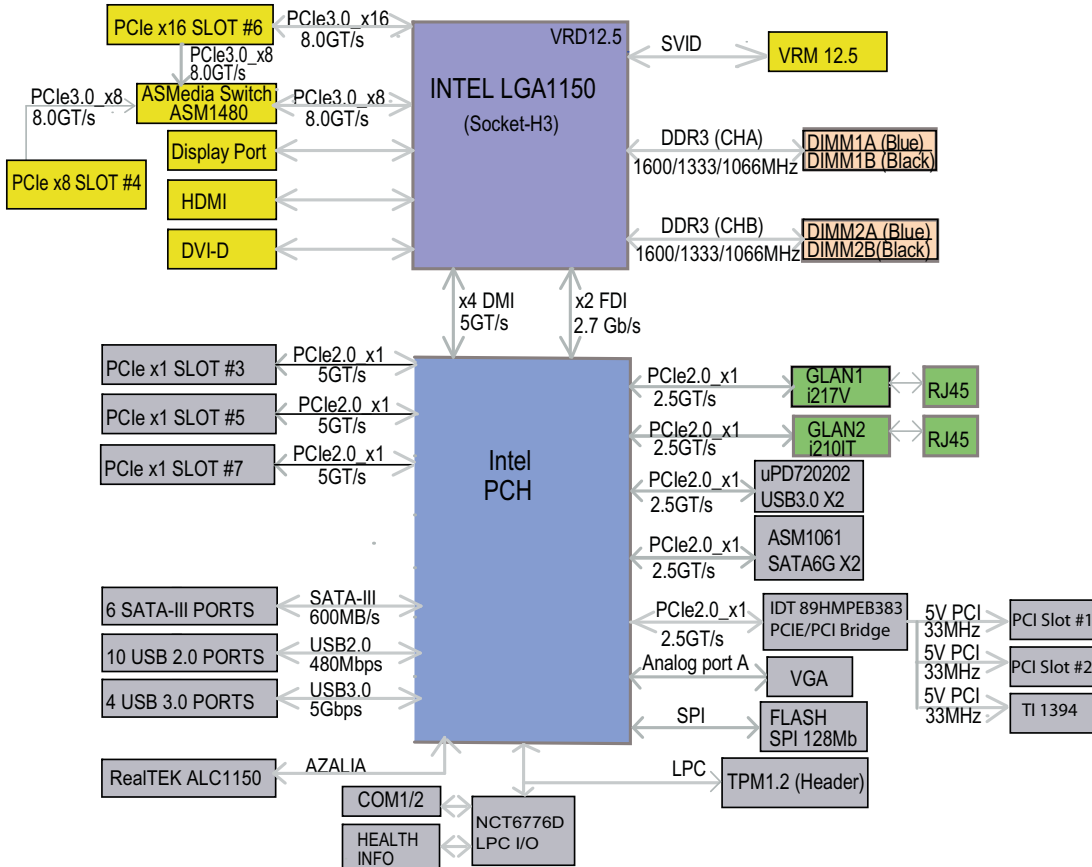 PCIe x16 SLOT #6
PCIe3.0_x16
8.0GT/s
PCIe3.0_x8
8.0GT/s
PCIe3.0_x8
8.0GT/s
ASMedia Switch
ASM1480
PCIe3.0_x8
8.0GT/s
PCIe x8 SLOT #4
Display Port
HDMI
DVI-D
VRD12.5
INTEL LGA1150
(Socket-H3)
SVID
VRM 12.5
DDR3 (CHA)
1600/1333/1066MHz
DIMM1A (Blue)
DIMM1B (Black)
DDR3 (CHB)
1600/1333/1066MHz
DIMM2A (Blue)
DIMM2B(Black)
x4 DMI
5GT/s
x2 FDI
2.7 Gb/s
PCIe x1 SLOT #3
PCIe2.0_x1
5GT/s
PCIe x1 SLOT #5
PCIe2.0_x1
5GT/s
PCIe x1 SLOT #7
PCIe2.0_x1
5GT/s
Intel
PCH
PCIe2.0_x1
2.5GT/s
GLAN1
i217V
RJ45
PCIe2.0_x1
2.5GT/s
GLAN2
i210IT
RJ45
PCIe2.0_x1
2.5GT/s
uPD720202
USB3.0 X2
PCIe2.0_x1
2.5GT/s
ASM1061
SATA6G X2
PCIe2.0_x1
2.5GT/s
IDT 89HMPEB383
PCIE/PCI Bridge
5V PCI
33MHz
PCI Slot #1
5V PCI
33MHz
PCI Slot #2
5V PCI
33MHz
TI 1394
6 SATA-III PORTS
SATA-III
600MB/s
10 USB 2.0 PORTS
USB2.0
480Mbps
4 USB 3.0 PORTS
USB3.0
5Gbps
Analog port A
VGA
SPI
FLASH
SPI 128Mb
RealTEK ALC1150
AZALIA
LPC
TPM1.2 (Header)
COM1/2
HEALTH
INFO
NCT6776D
LPC I/O